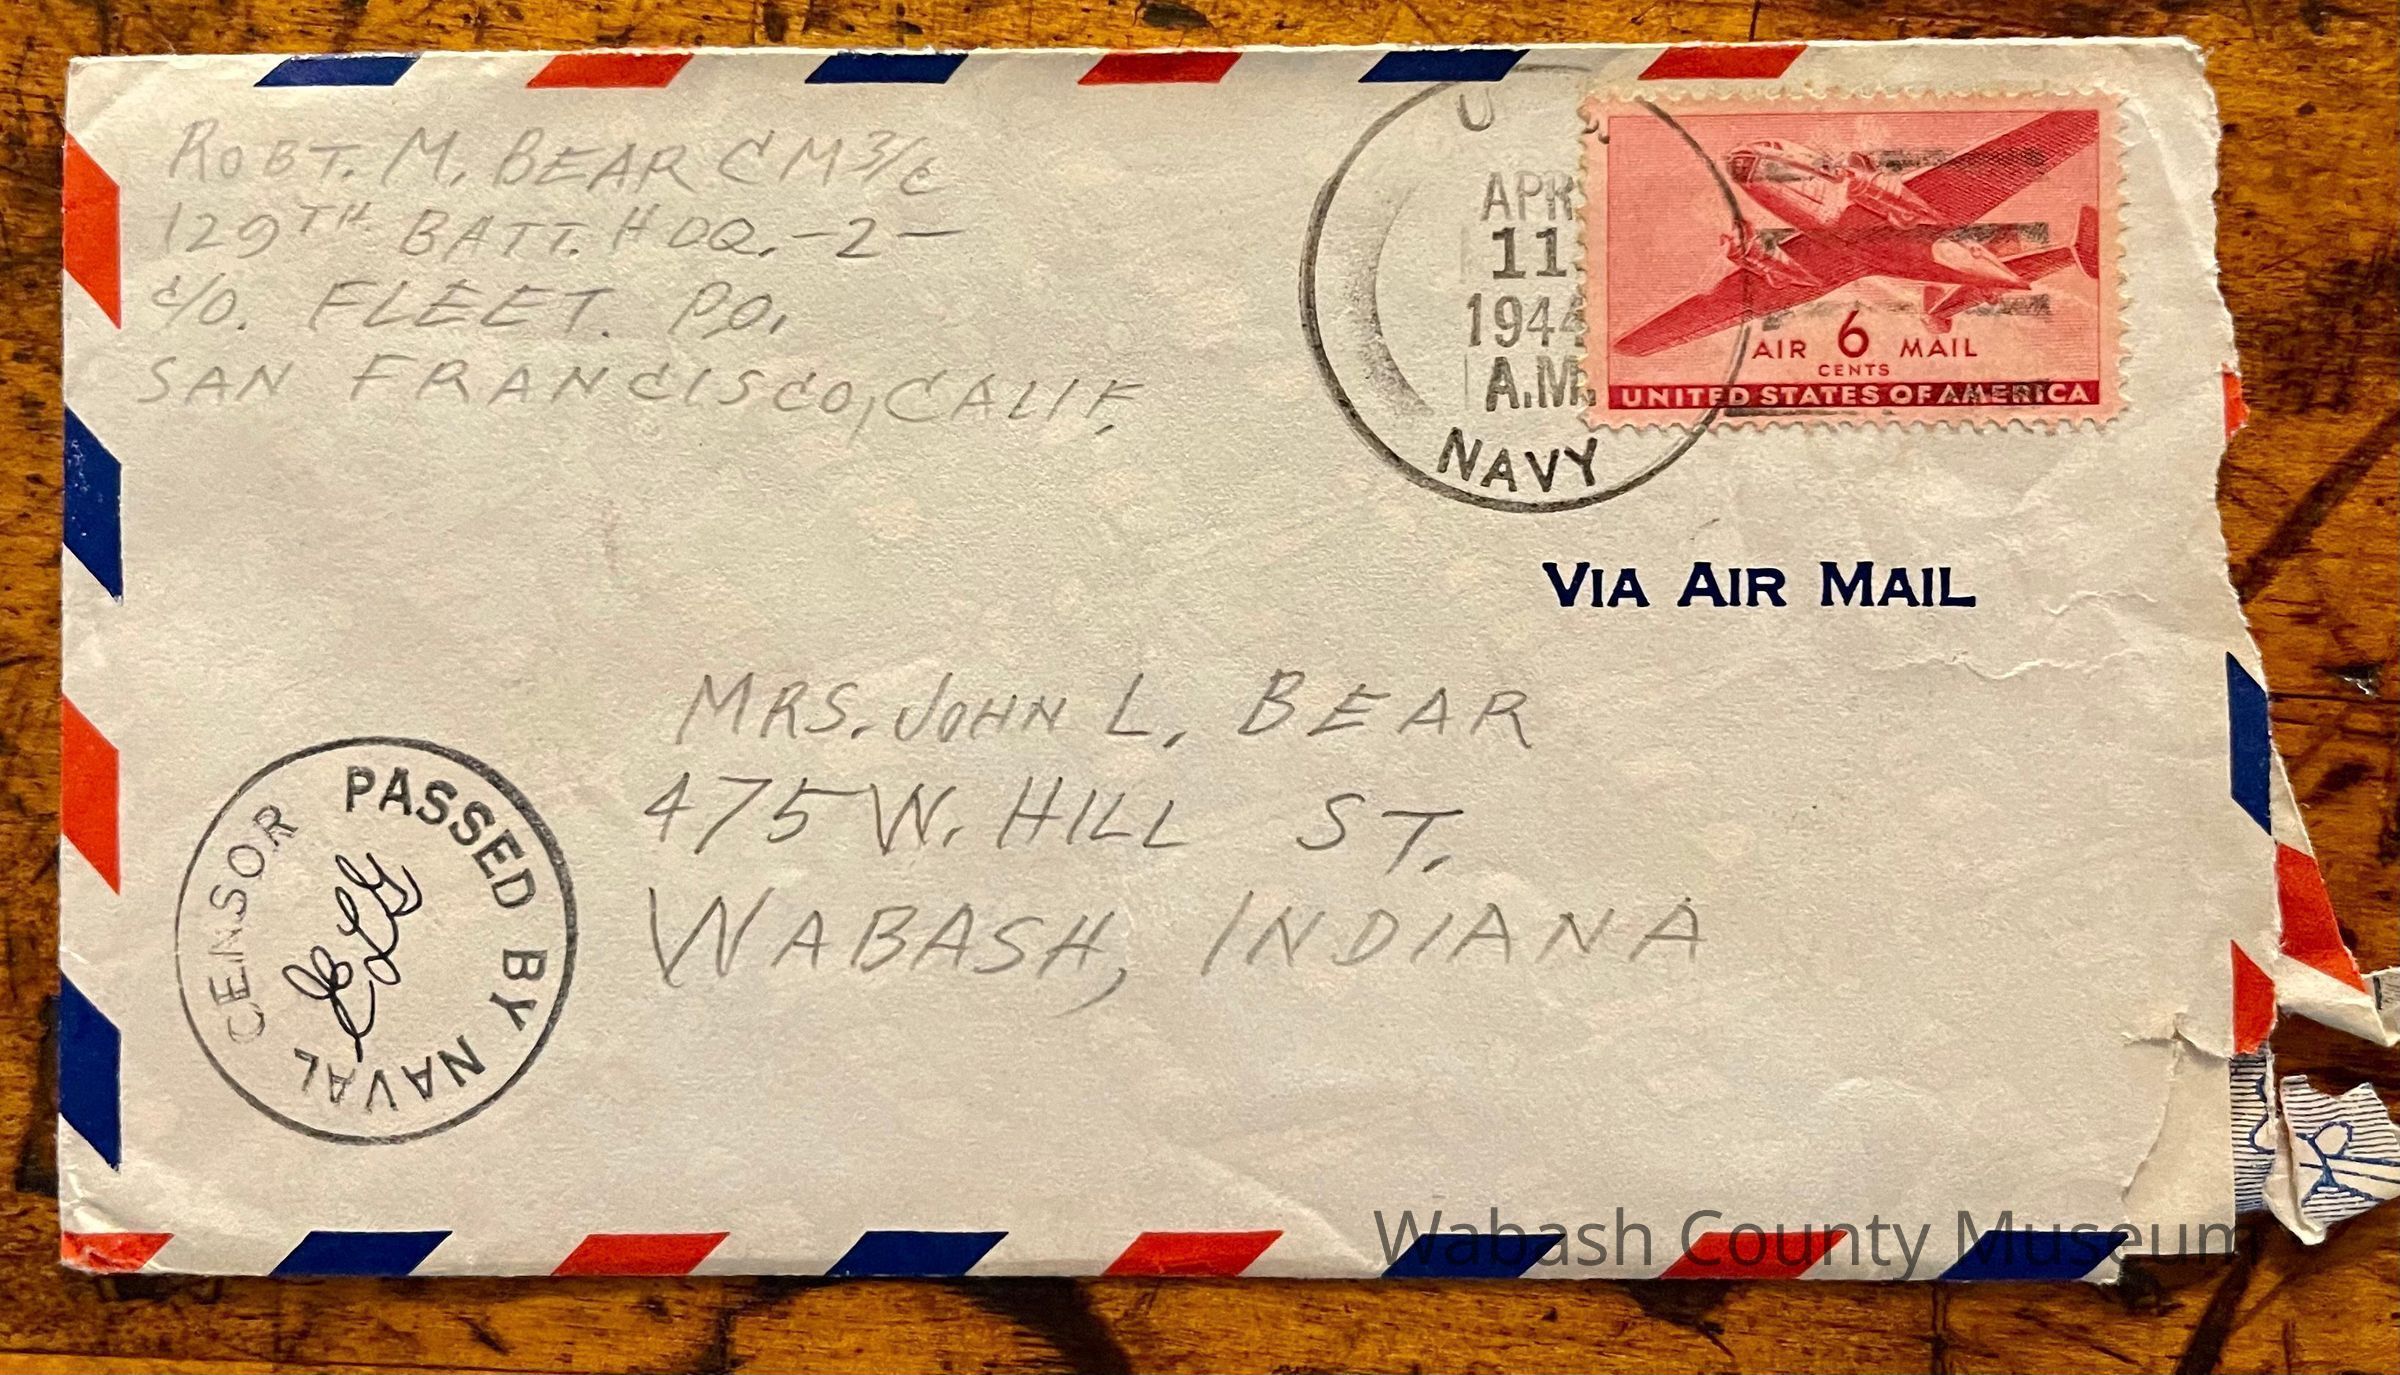 ROBT. M. BEAR CM 3/c
129TH BATT. HDQ. -2-
c/o. FLEET. P.O.
SAN FRANCISCO, CALIF.
U.S.
APR
11
1944
A.M.
NAVY
AIR 6 MAIL
CENTS
UNITED STATES OF AMERICA
VIA AIR MAIL
MRS. JOHN L. BEAR
475 W. HILL ST.
WABASH, INDIANA
PASSED BY NAVAL CENSOR
Wabash County Museum